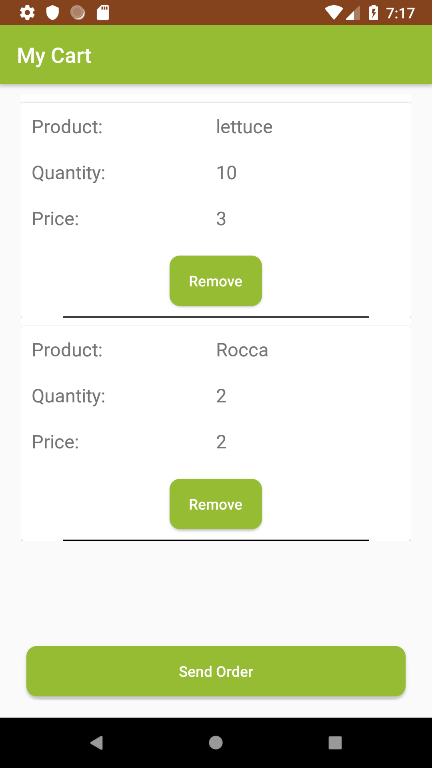 7:17
My Cart
Product: lettuce
Quantity: 10
Price: 3
Remove
Product: Rocca
Quantity: 2
Price: 2
Remove
Send Order